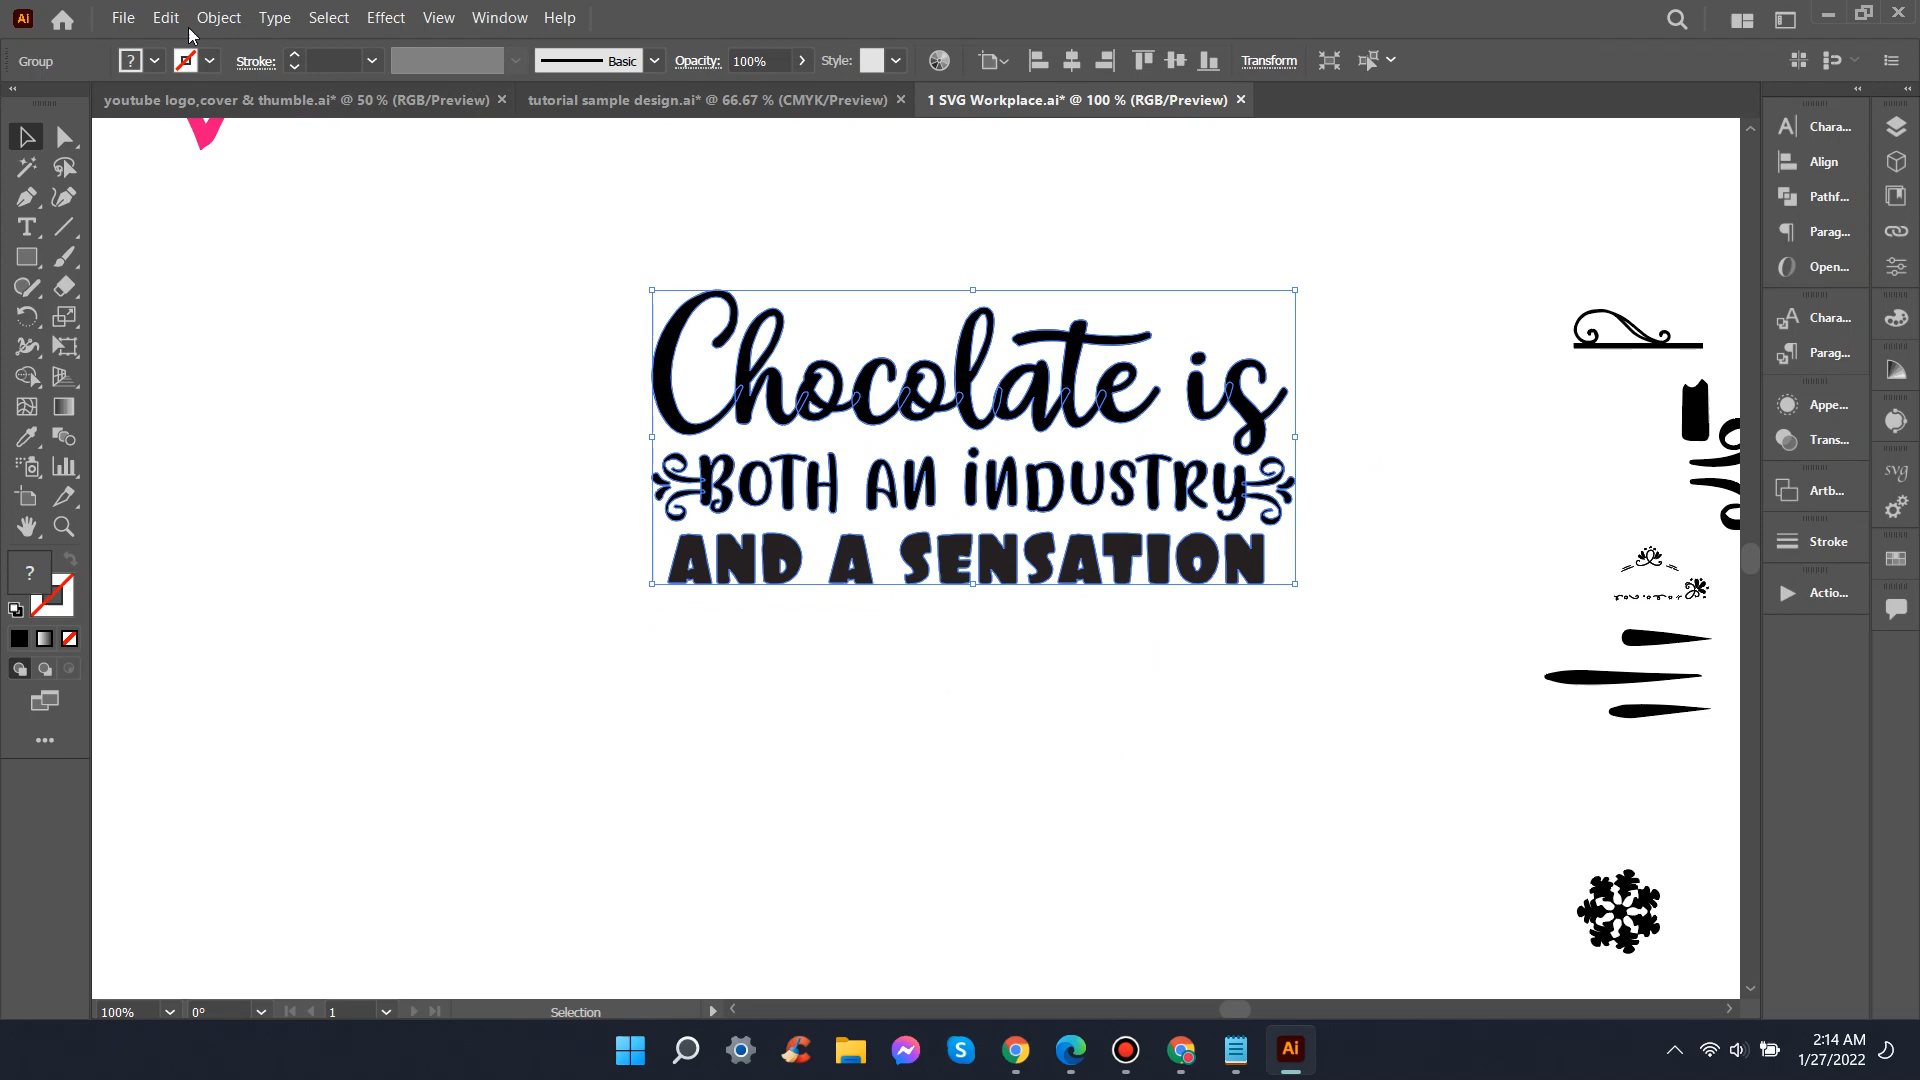 Ai File Edit Object Type Select Effect View Window Help
Group ? Stroke: Basic Opacity: 100% Style: Transform
youtube logo,cover & thumble.ai* @ 50 % (RGB/Preview) × tutorial sample design.ai* @ 66.67 % (CMYK/Preview) × 1 SVG Workplace.ai* @ 100 % (RGB/Preview) ×
Chara...
Align
Pathf...
Parag...
Open...
Chara...
Parag...
Appe...
Trans...
Artb...
Stroke
Actio...
svg
Chocolate is
BOTH AN INDUSTRY
AND A SENSATION
?
100% 0° 1 Selection
S Ai
2:14 AM
1/27/2022